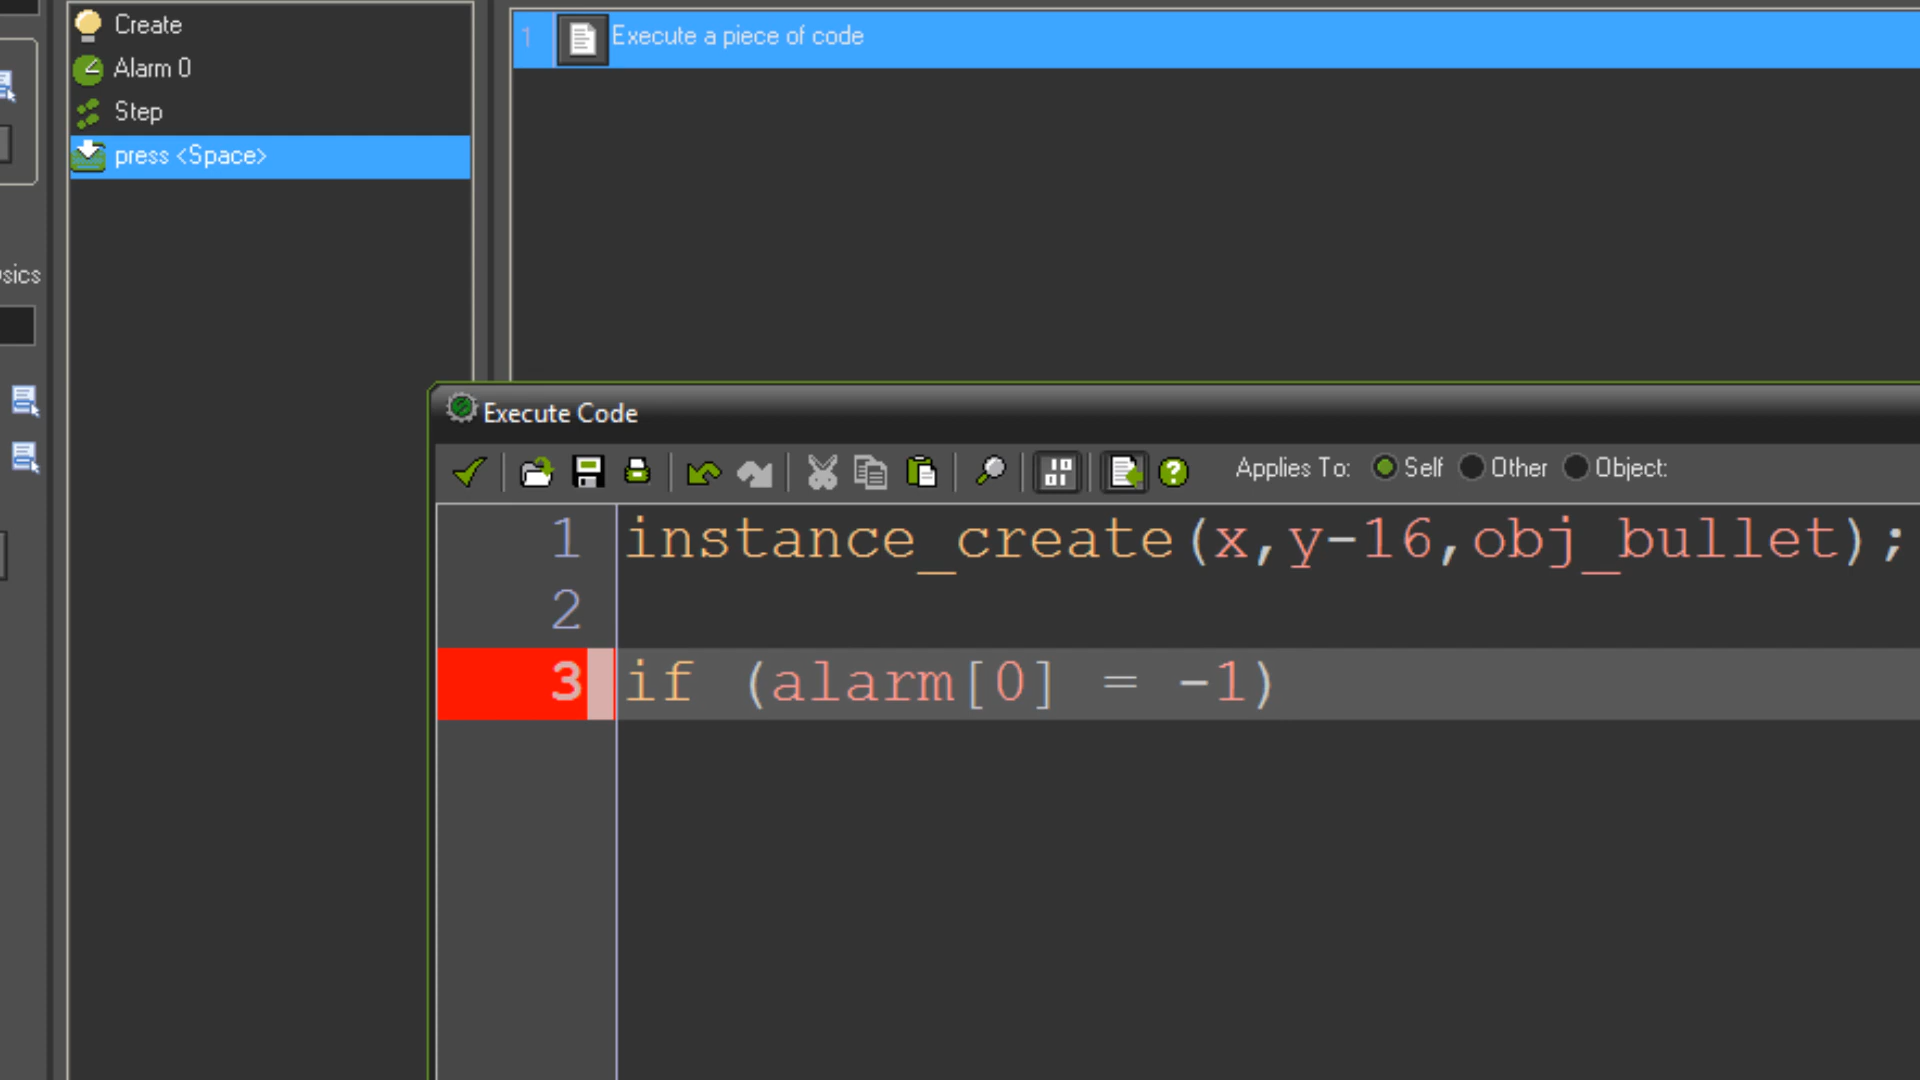 Create
Alarm 0
Step
press <Space>
sics
1 Execute a piece of code
Execute Code
Applies To: Self Other Object:
1 instance_create(x,y-16,obj_bullet);
2
3 if (alarm[0] = -1)